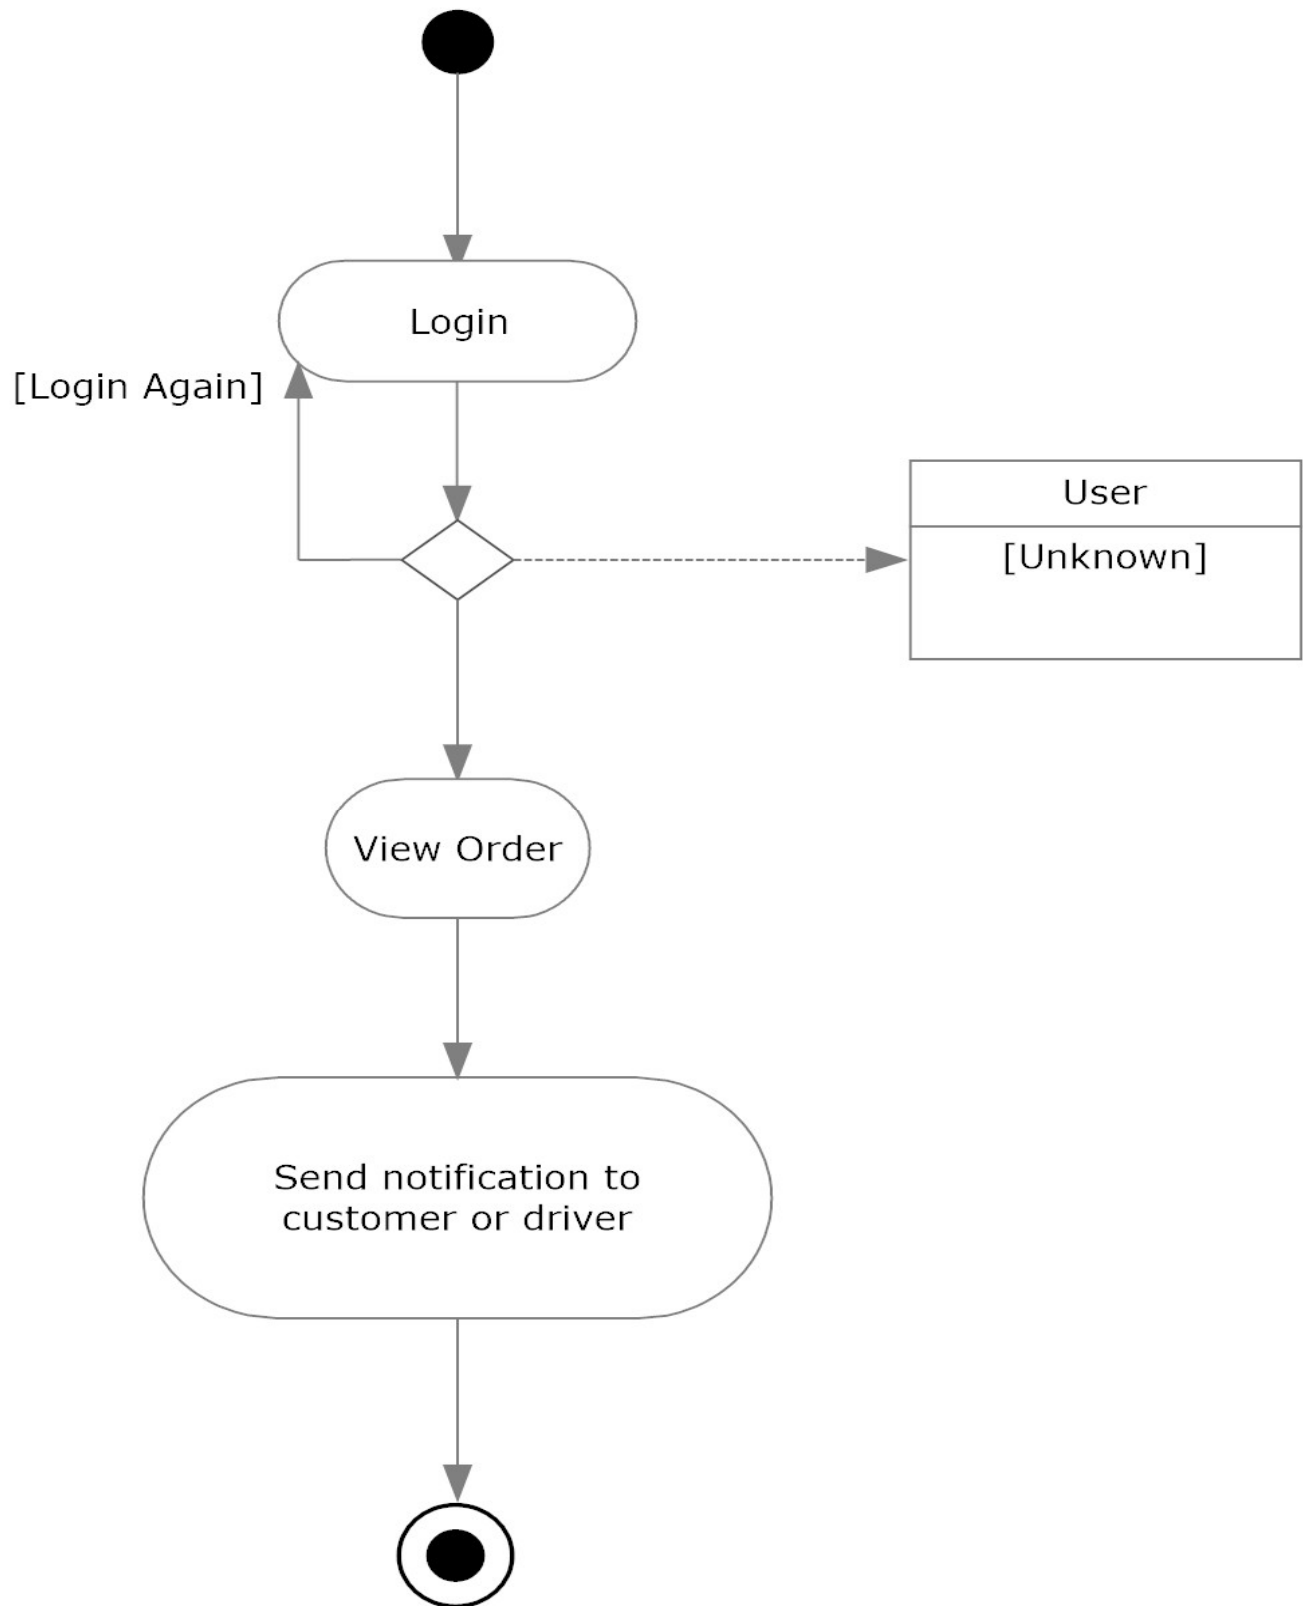 Login
[Login Again]
User
[Unknown]
View Order
Send notification to
customer or driver